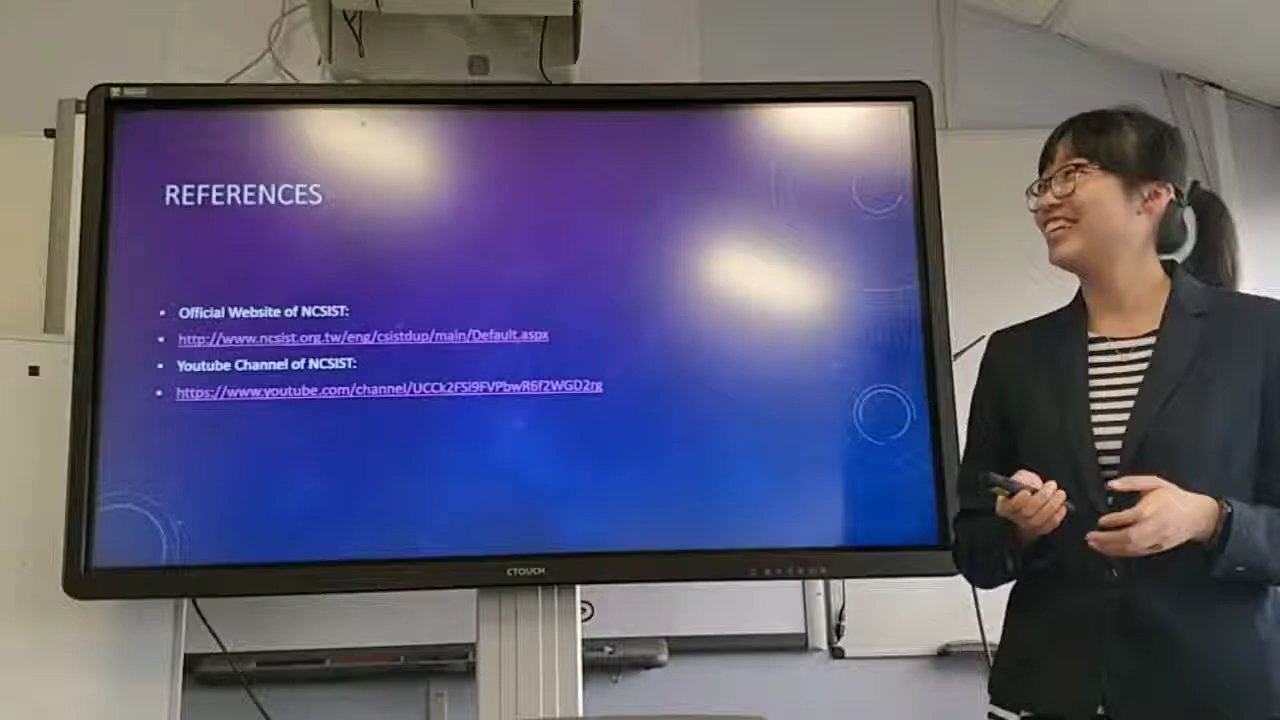 REFERENCES
Official Website of NCSIST:
http://www.ncsist.org.tw/eng/csistdup/main/Default.aspx
Youtube Channel of NCSIST:
https://www.youtube.com/channel/UCCk2FSi9FVPbwR6f2WGD2rg
CTOUCH